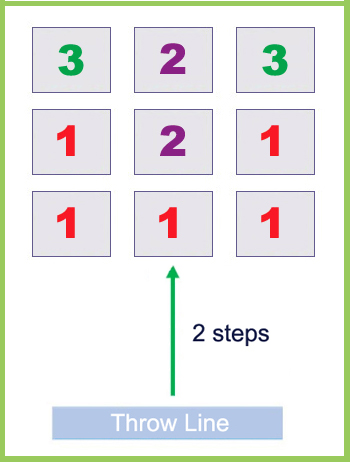 3 2 3
1 2 1
1 1 1
2 steps
Throw Line